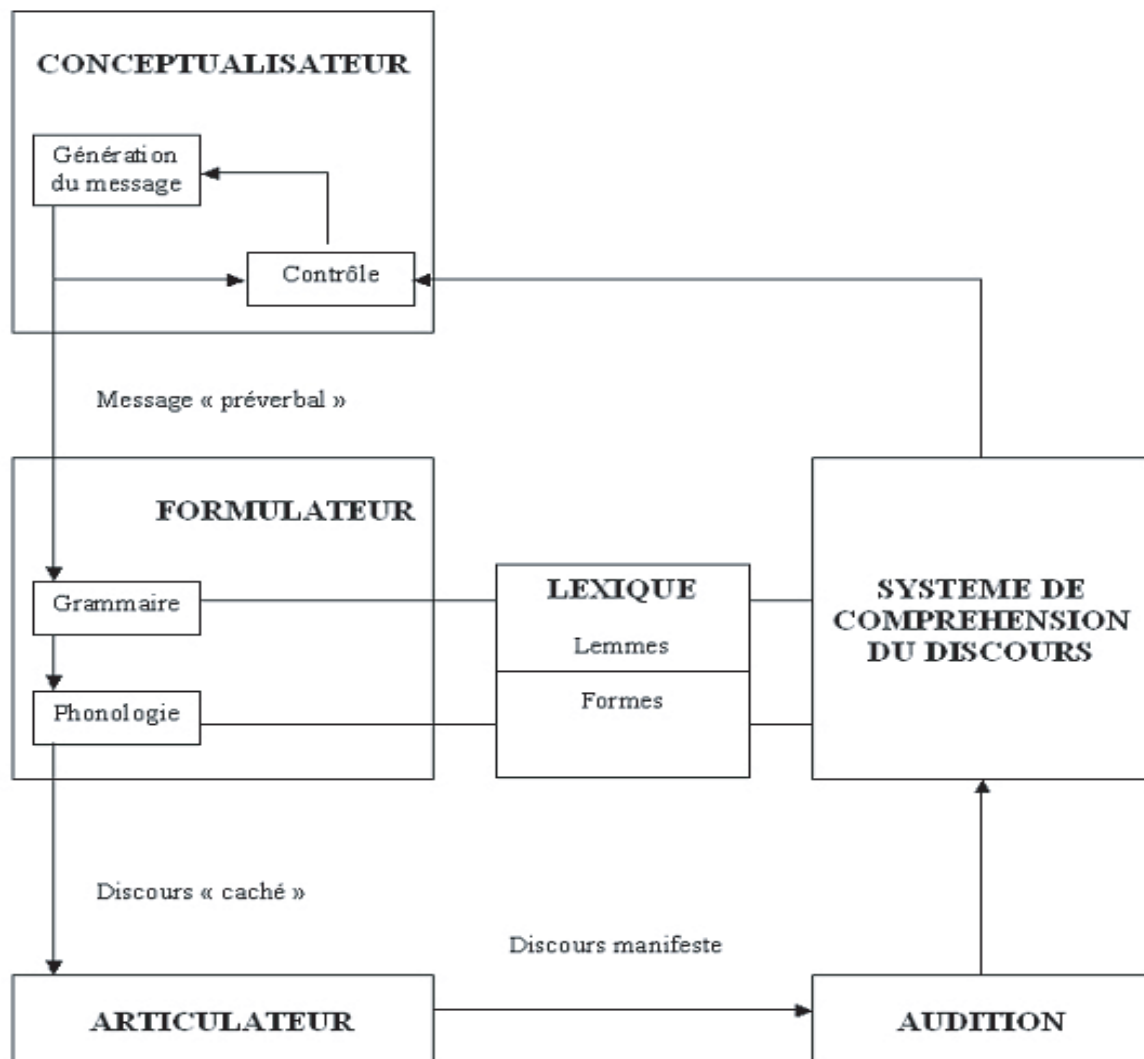 CONCEPTUALISATEUR
Génération
du message
Contrôle
Message « préverbal »
FORMULATEUR
Grammaire
Phonologie
LEXIQUE
Lemmes
Formes
SYSTEME DE
COMPREHENSION
DU DISCOURS
Discours « caché »
Discours manifeste
ARTICULATEUR
AUDITION